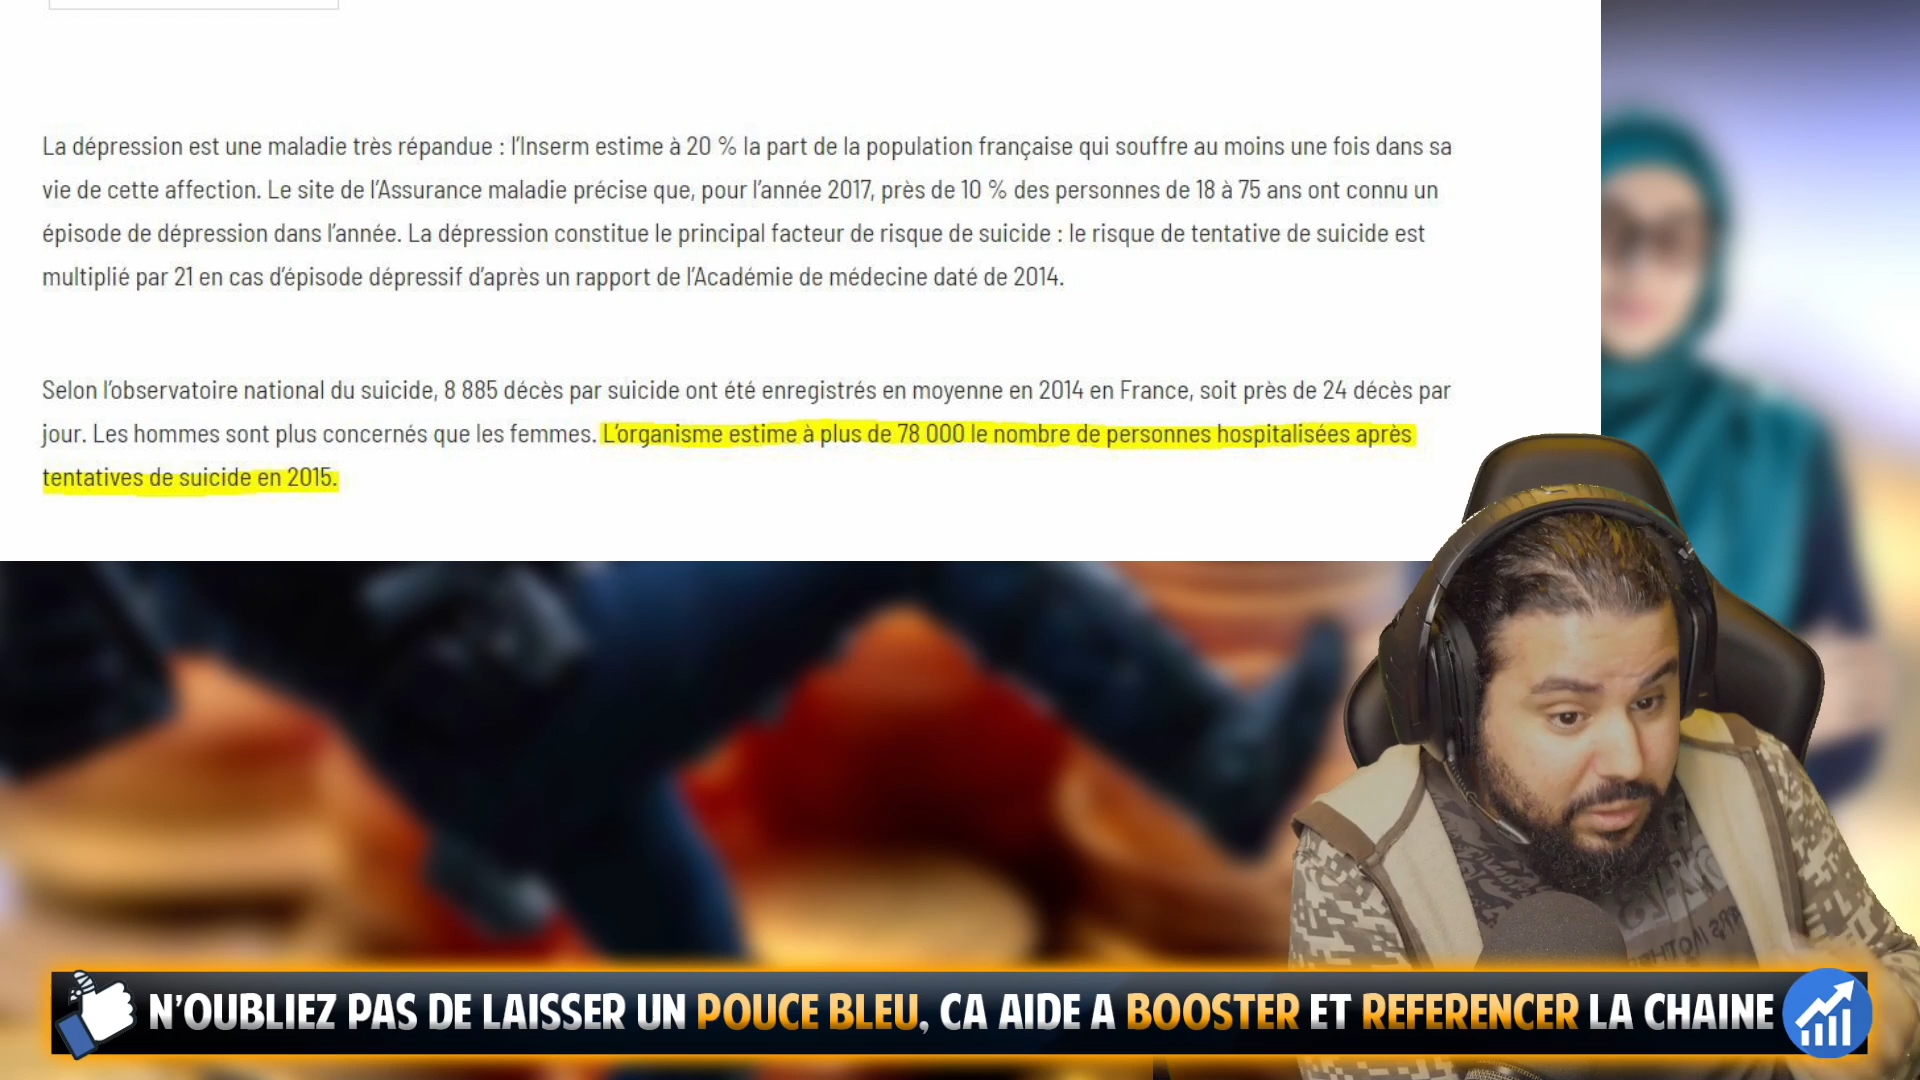 La dépression est une maladie très répandue : l'Inserm estime à 20 % la part de la population française qui souffre au moins une fois dans sa
vie de cette affection. Le site de l'Assurance maladie précise que, pour l'année 2017, près de 10 % des personnes de 18 à 75 ans ont connu un
épisode de dépression dans l'année. La dépression constitue le principal facteur de risque de suicide : le risque de tentative de suicide est
multiplié par 21 en cas d'épisode dépressif d'après un rapport de l'Académie de médecine daté de 2014.
Selon l'observatoire national du suicide, 8 885 décès par suicide ont été enregistrés en moyenne en 2014 en France, soit près de 24 décès par
jour. Les hommes sont plus concernés que les femmes. L'organisme estime à plus de 78 000 le nombre de personnes hospitalisées après
tentatives de suicide en 2015.
N'OUBLIEZ PAS DE LAISSER UN POUCE BLEU, CA AIDE A BOOSTER ET REFERENCER LA CHAINE